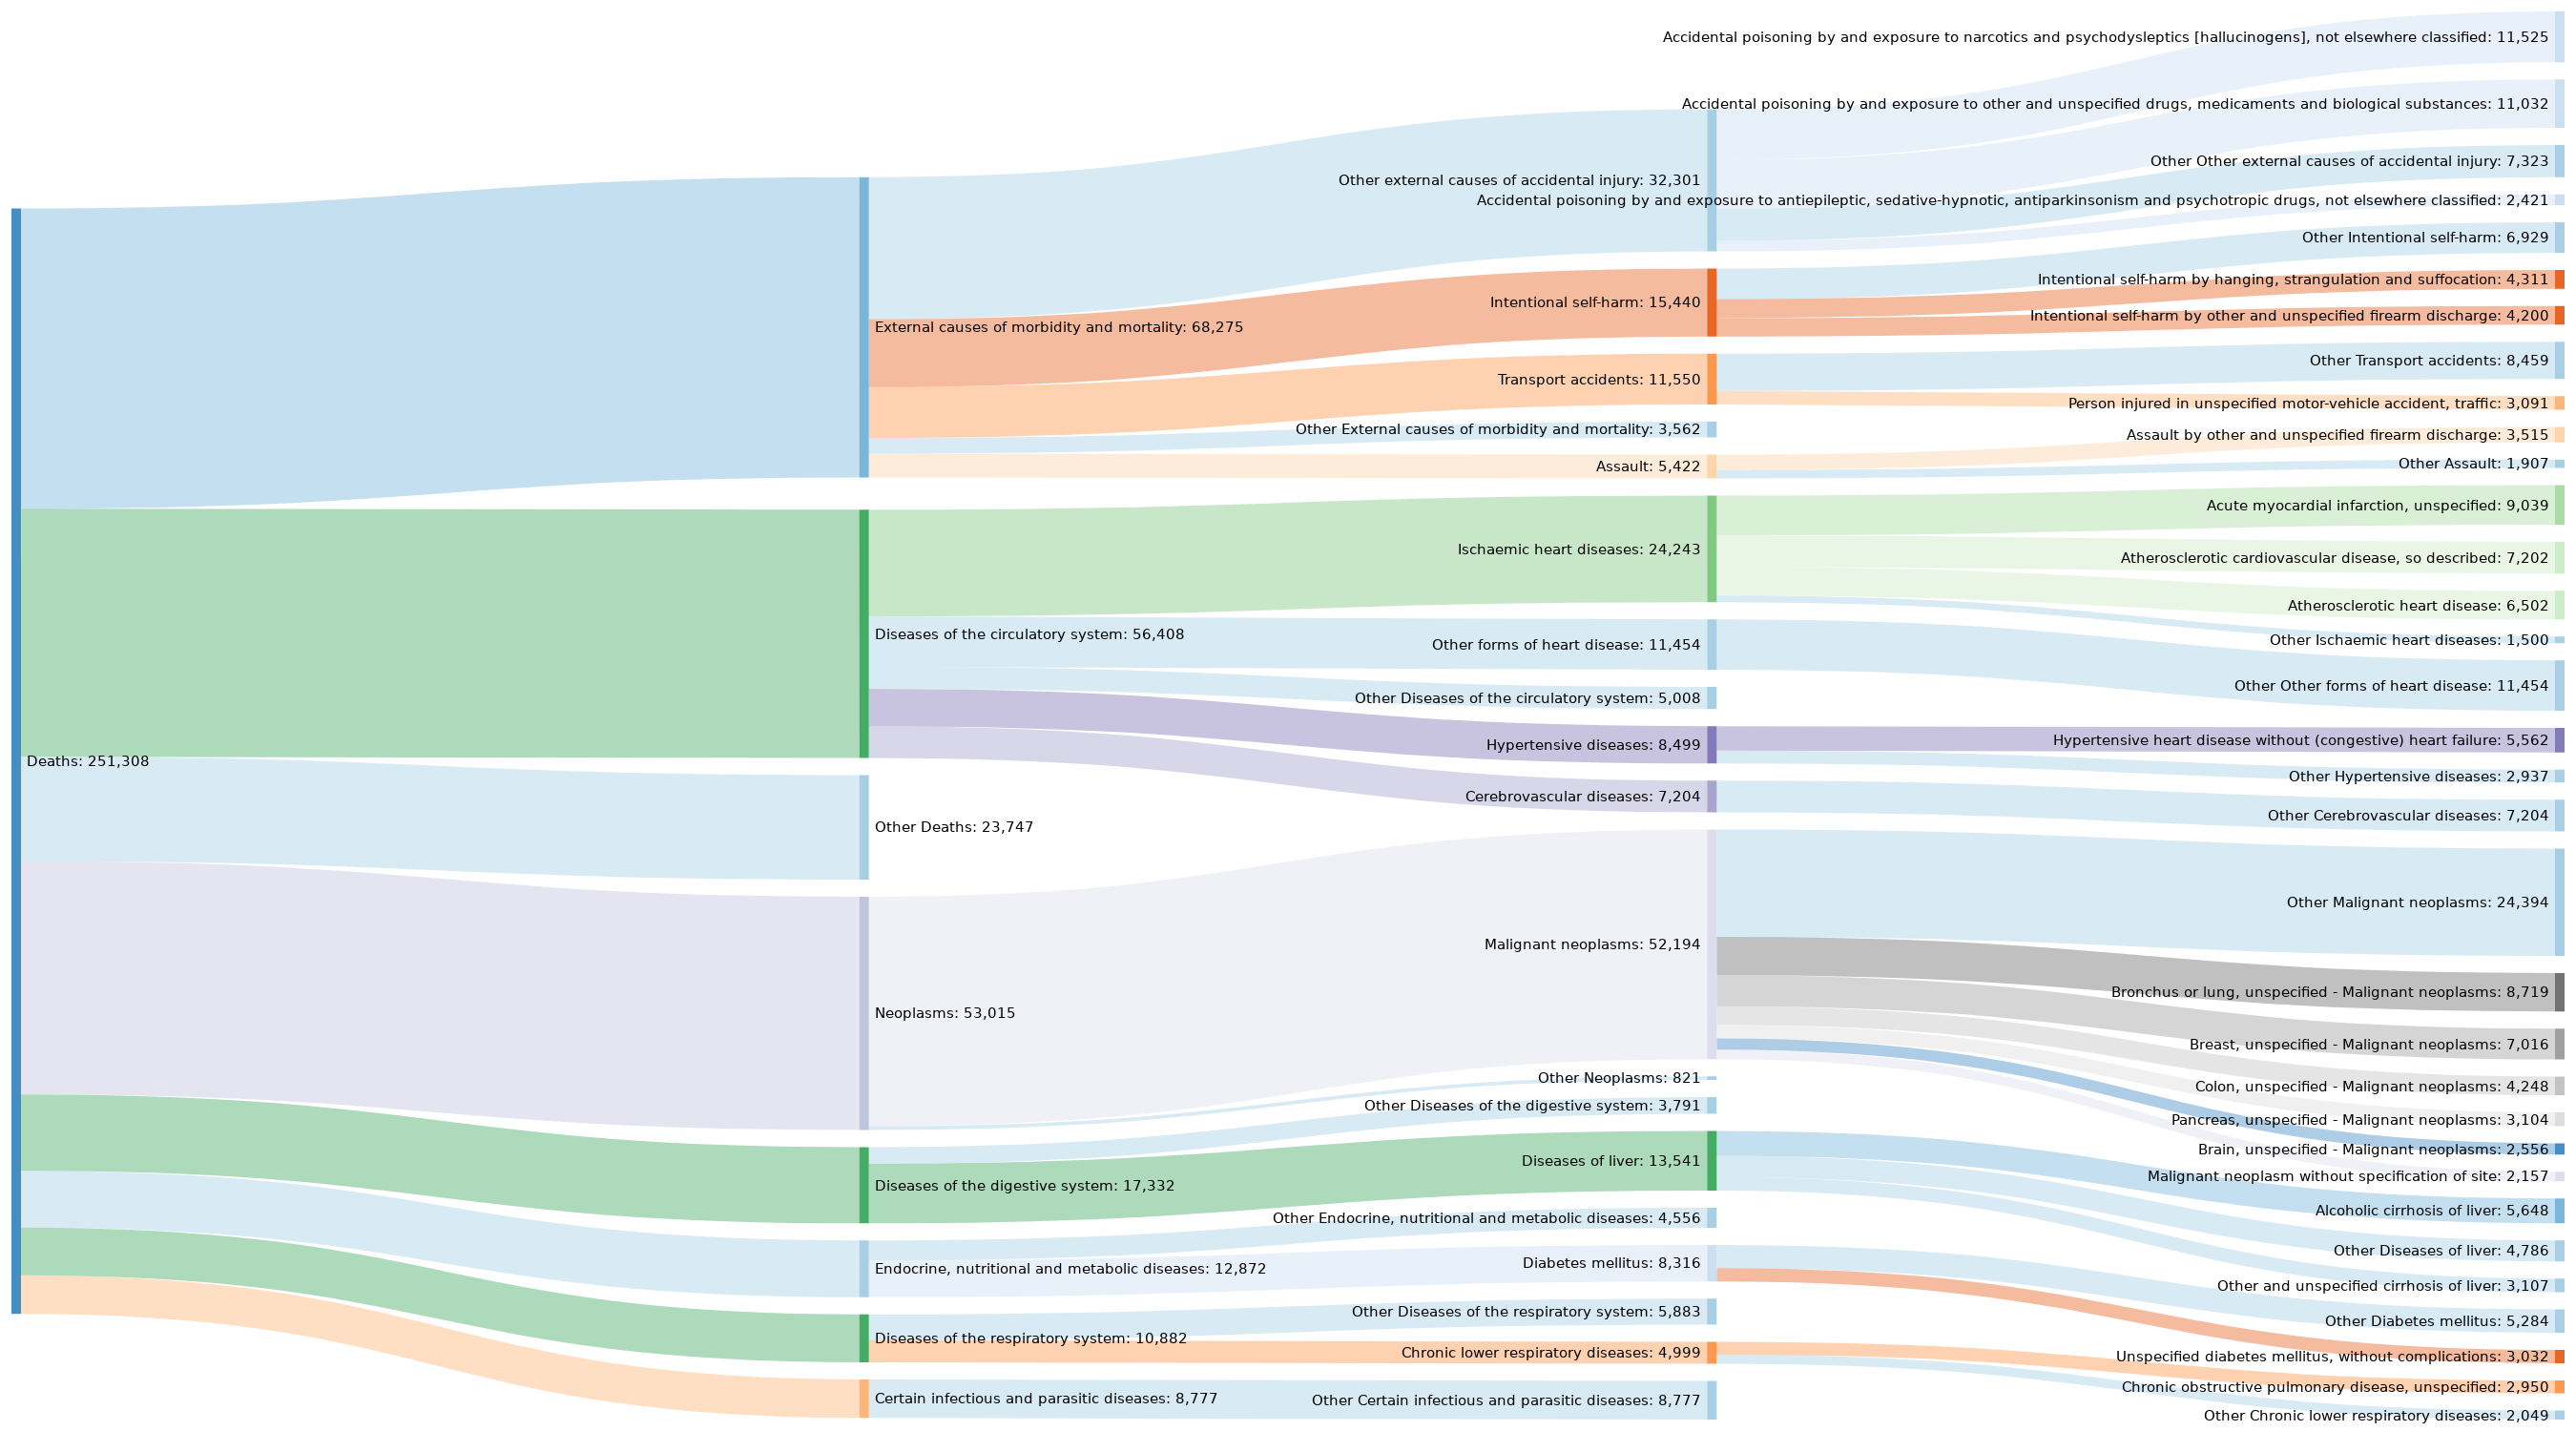 Deaths: 251,308
External causes of morbidity and mortality: 68,275
Diseases of the circulatory system: 56,408
Other Deaths: 23,747
Neoplasms: 53,015
Diseases of the digestive system: 17,332
Endocrine, nutritional and metabolic diseases: 12,872
Diseases of the respiratory system: 10,882
Certain infectious and parasitic diseases: 8,777
Other external causes of accidental injury: 32,301
Intentional self-harm: 15,440
Transport accidents: 11,550
Other External causes of morbidity and mortality: 3,562
Assault: 5,422
Ischaemic heart diseases: 24,243
Other forms of heart disease: 11,454
Other Diseases of the circulatory system: 5,008
Hypertensive diseases: 8,499
Cerebrovascular diseases: 7,204
Malignant neoplasms: 52,194
Other Neoplasms: 821
Other Diseases of the digestive system: 3,791
Diseases of liver: 13,541
Other Endocrine, nutritional and metabolic diseases: 4,556
Diabetes mellitus: 8,316
Other Diseases of the respiratory system: 5,883
Chronic lower respiratory diseases: 4,999
Other Certain infectious and parasitic diseases: 8,777
Accidental poisoning by and exposure to narcotics and psychodysleptics [hallucinogens], not elsewhere classified: 11,525
Accidental poisoning by and exposure to other and unspecified drugs, medicaments and biological substances: 11,032
Other Other external causes of accidental injury: 7,323
Accidental poisoning by and exposure to antiepileptic, sedative-hypnotic, antiparkinsonism and psychotropic drugs, not elsewhere classified: 2,421
Other Intentional self-harm: 6,929
Intentional self-harm by hanging, strangulation and suffocation: 4,311
Intentional self-harm by other and unspecified firearm discharge: 4,200
Other Transport accidents: 8,459
Person injured in unspecified motor-vehicle accident, traffic: 3,091
Assault by other and unspecified firearm discharge: 3,515
Other Assault: 1,907
Acute myocardial infarction, unspecified: 9,039
Atherosclerotic cardiovascular disease, so described: 7,202
Atherosclerotic heart disease: 6,502
Other Ischaemic heart diseases: 1,500
Other Other forms of heart disease: 11,454
Hypertensive heart disease without (congestive) heart failure: 5,562
Other Hypertensive diseases: 2,937
Other Cerebrovascular diseases: 7,204
Other Malignant neoplasms: 24,394
Bronchus or lung, unspecified - Malignant neoplasms: 8,719
Breast, unspecified - Malignant neoplasms: 7,016
Colon, unspecified - Malignant neoplasms: 4,248
Pancreas, unspecified - Malignant neoplasms: 3,104
Brain, unspecified - Malignant neoplasms: 2,556
Malignant neoplasm without specification of site: 2,157
Alcoholic cirrhosis of liver: 5,648
Other Diseases of liver: 4,786
Other and unspecified cirrhosis of liver: 3,107
Other Diabetes mellitus: 5,284
Unspecified diabetes mellitus, without complications: 3,032
Chronic obstructive pulmonary disease, unspecified: 2,950
Other Chronic lower respiratory diseases: 2,049